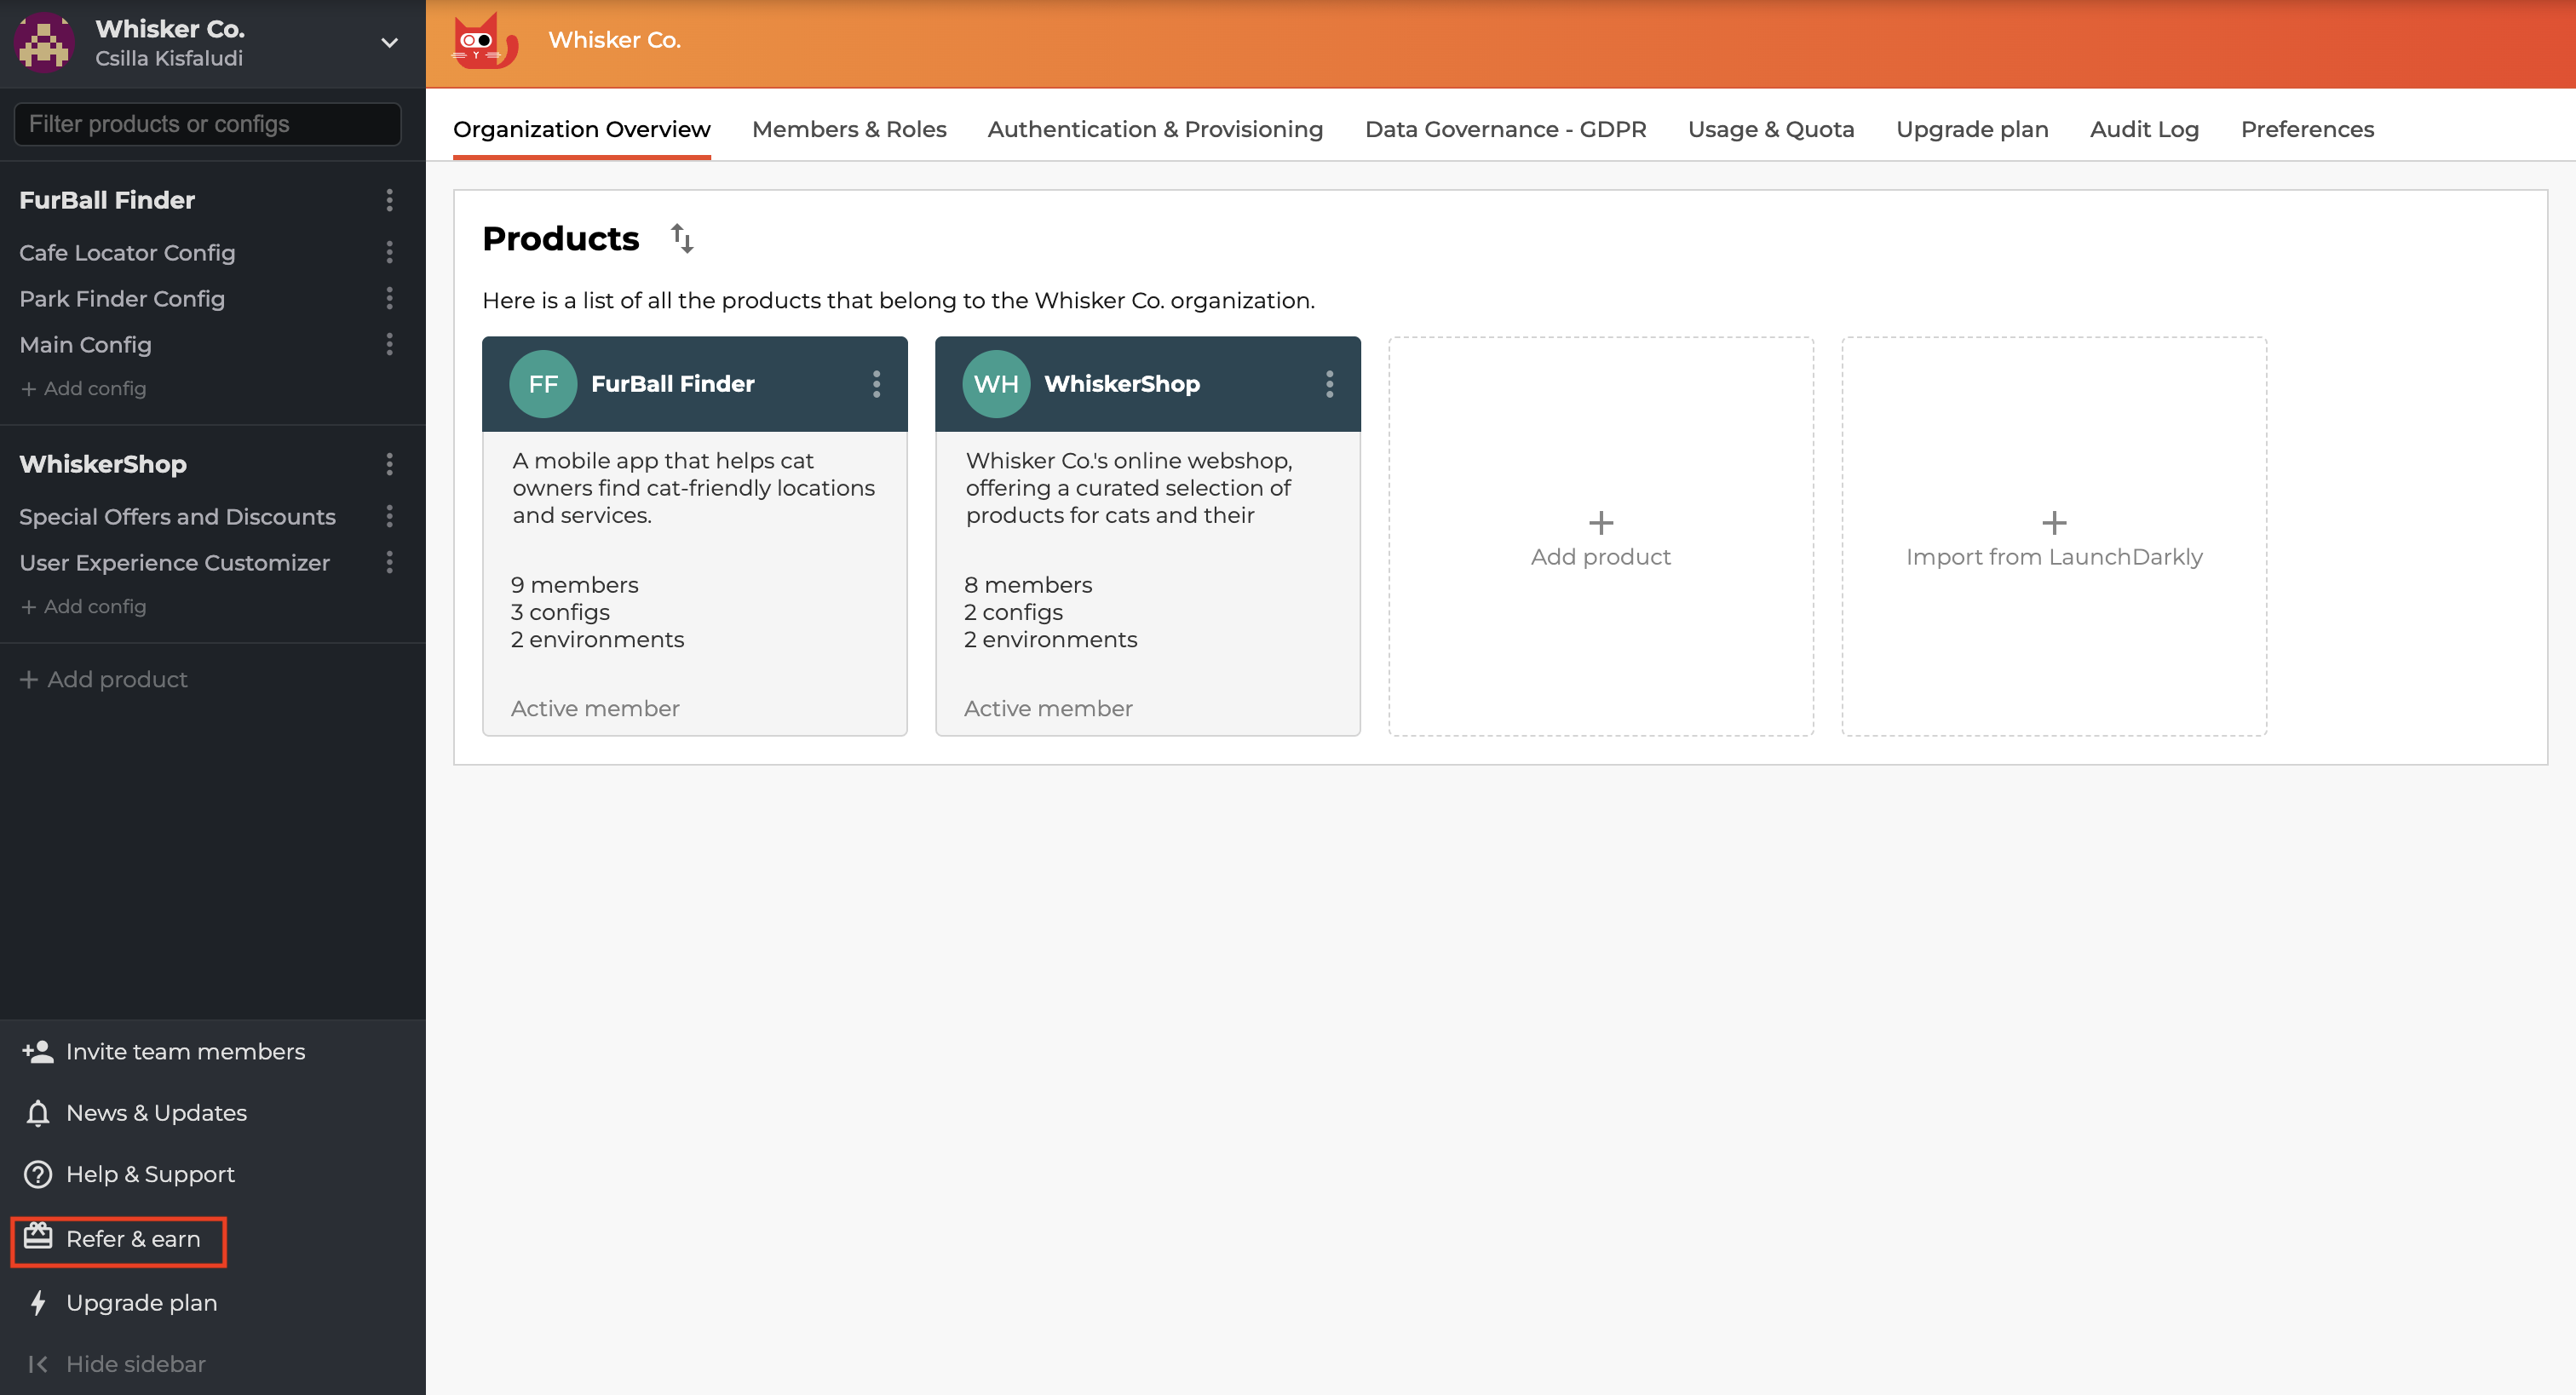 Whisker Co.
Csilla Kisfaludi
Filter products or configs
FurBall Finder
Cafe Locator Config
Park Finder Config
Main Config
+ Add config
WhiskerShop
Special Offers and Discounts
User Experience Customizer
+ Add config
+ Add product
Invite team members
News & Updates
Help & Support
Refer & earn
Upgrade plan
Hide sidebar
Whisker Co.
Organization Overview
Members & Roles
Authentication & Provisioning
Data Governance - GDPR
Usage & Quota
Upgrade plan
Audit Log
Preferences
Products
Here is a list of all the products that belong to the Whisker Co. organization.
FF
FurBall Finder
A mobile app that helps cat
owners find cat-friendly locations
and services.
9 members
3 configs
2 environments
Active member
WH
WhiskerShop
Whisker Co.'s online webshop,
offering a curated selection of
products for cats and their
8 members
2 configs
2 environments
Active member
+
Add product
+
Import from LaunchDarkly